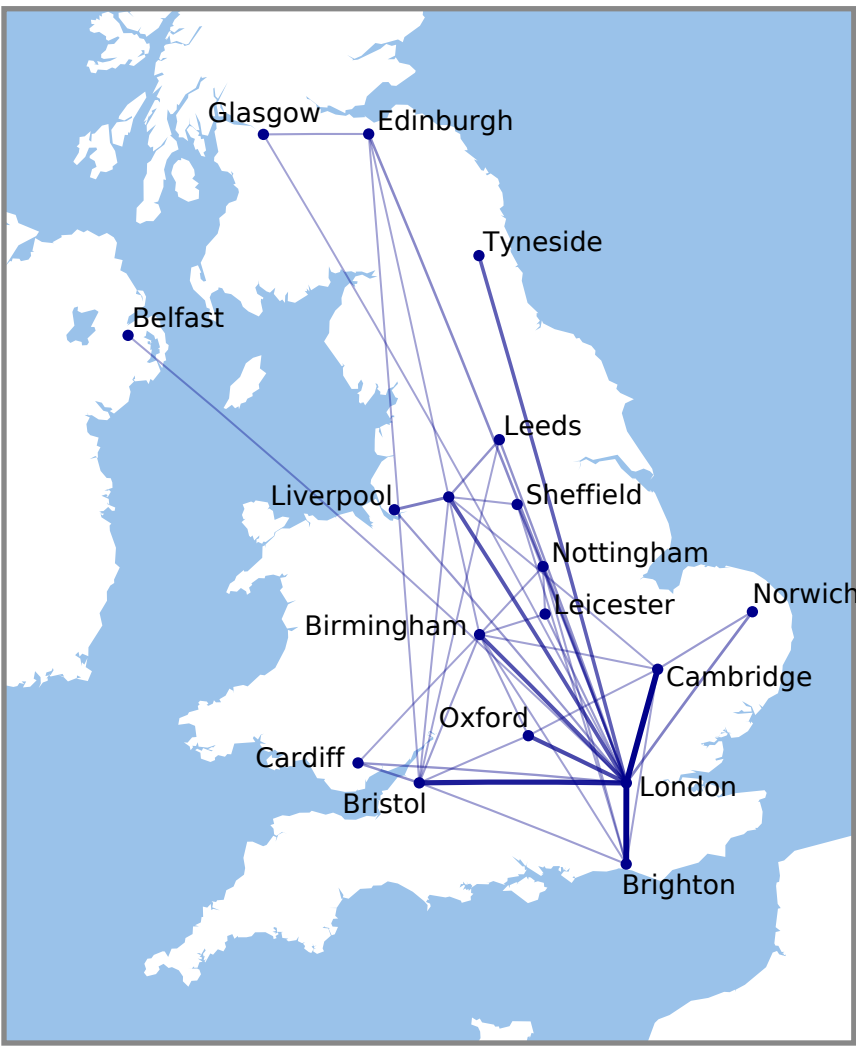 Glasgow
Edinburgh
Tyneside
Belfast
Leeds
Liverpool
Sheffield
Nottingham
Norwich
Leicester
Birmingham
Cambridge
Oxford
Cardiff
London
Bristol
Brighton